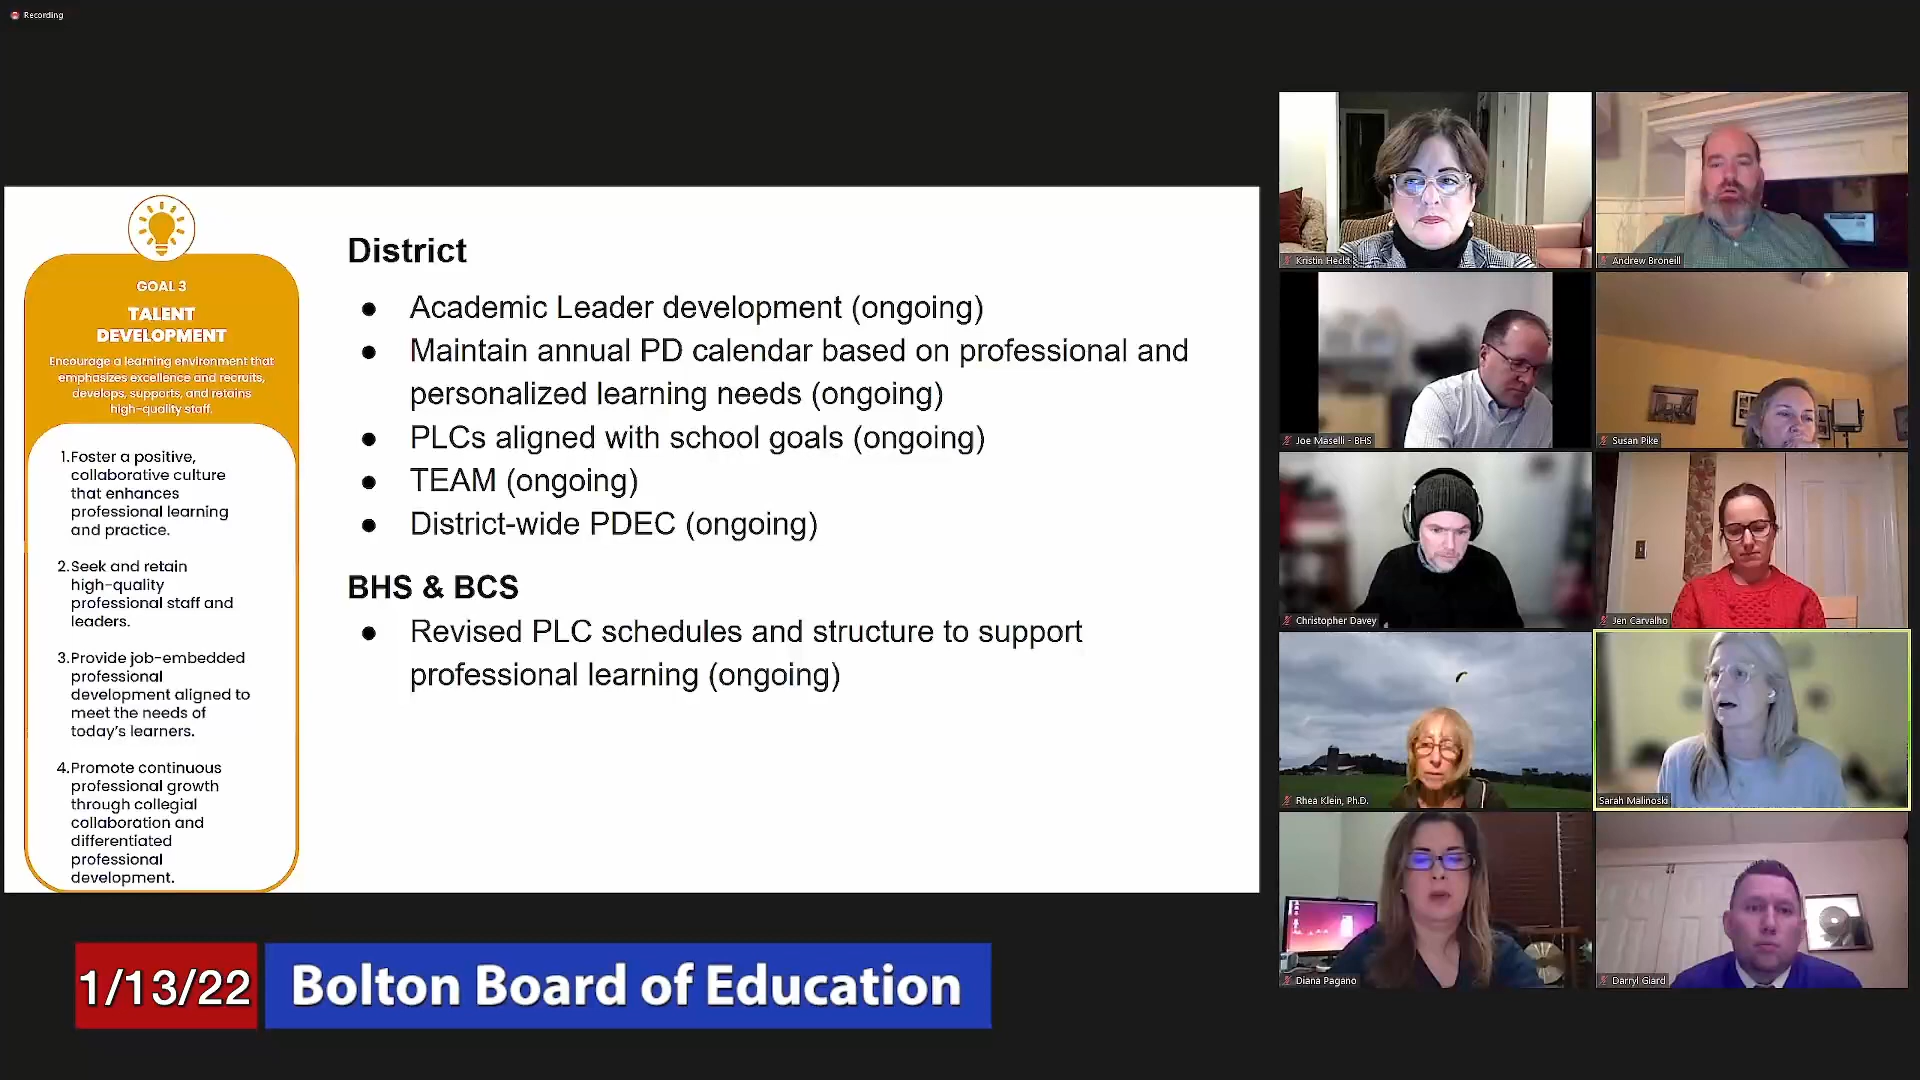 Recording
GOAL 3
TALENT
DEVELOPMENT
Encourage a learning environment that
emphasizes excellence and recruits,
develops, supports, and retains
high-quality staff.
1.Foster a positive,
collaborative culture
that enhances
professional learning
and practice.
2.Seek and retain
high-quality
professional staff and
leaders.
3.Provide job-embedded
professional
development aligned to
meet the needs of
today's learners.
4.Promote continuous
professional growth
through collegial
collaboration and
differentiated
professional
development.
District
● Academic Leader development (ongoing)
● Maintain annual PD calendar based on professional and
personalized learning needs (ongoing)
● PLCs aligned with school goals (ongoing)
● TEAM (ongoing)
● District-wide PDEC (ongoing)
BHS & BCS
● Revised PLC schedules and structure to support
professional learning (ongoing)
Kristin Heckt
Andrew Broneill
Joe Maselli - BHS
Susan Pike
Christopher Davey
Jen Carvalho
Rhea Klein, Ph.D.
Sarah Malinoski
Diana Pagano
Darryl Giard
1/13/22
Bolton Board of Education